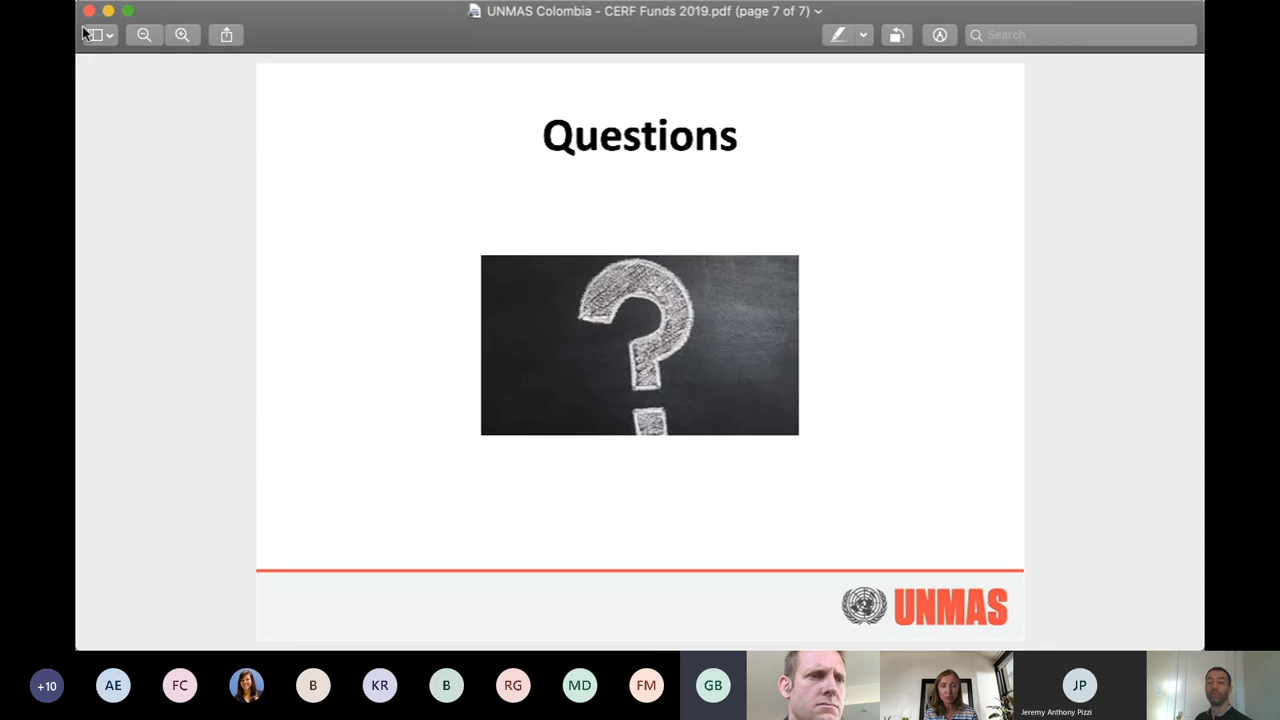 UNMAS Colombia - CERF Funds 2019.pdf (page 7 of 7)
Search
Questions
?
UNMAS
+10
AE
FC
B
KR
B
RG
MD
FM
GB
JP
Jeremy Anthony Pizzi